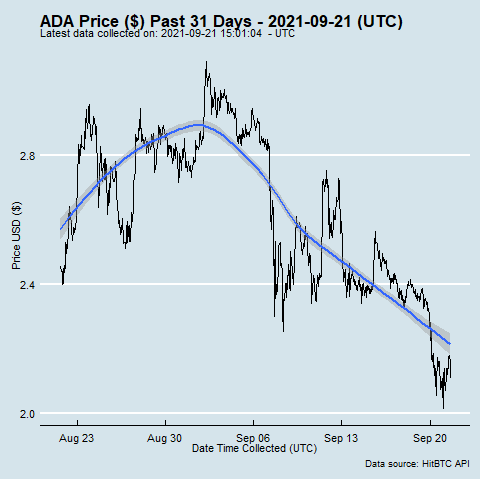 ADA Price ($) Past 31 Days - 2021-09-21 (UTC)
Latest data collected on: 2021-09-21 15:01:04 - UTC
2.8
2.4
2.0
Price USD ($)
Aug 23 Aug 30 Sep 06 Sep 13 Sep 20
Date Time Collected (UTC)
Data source: HitBTC API